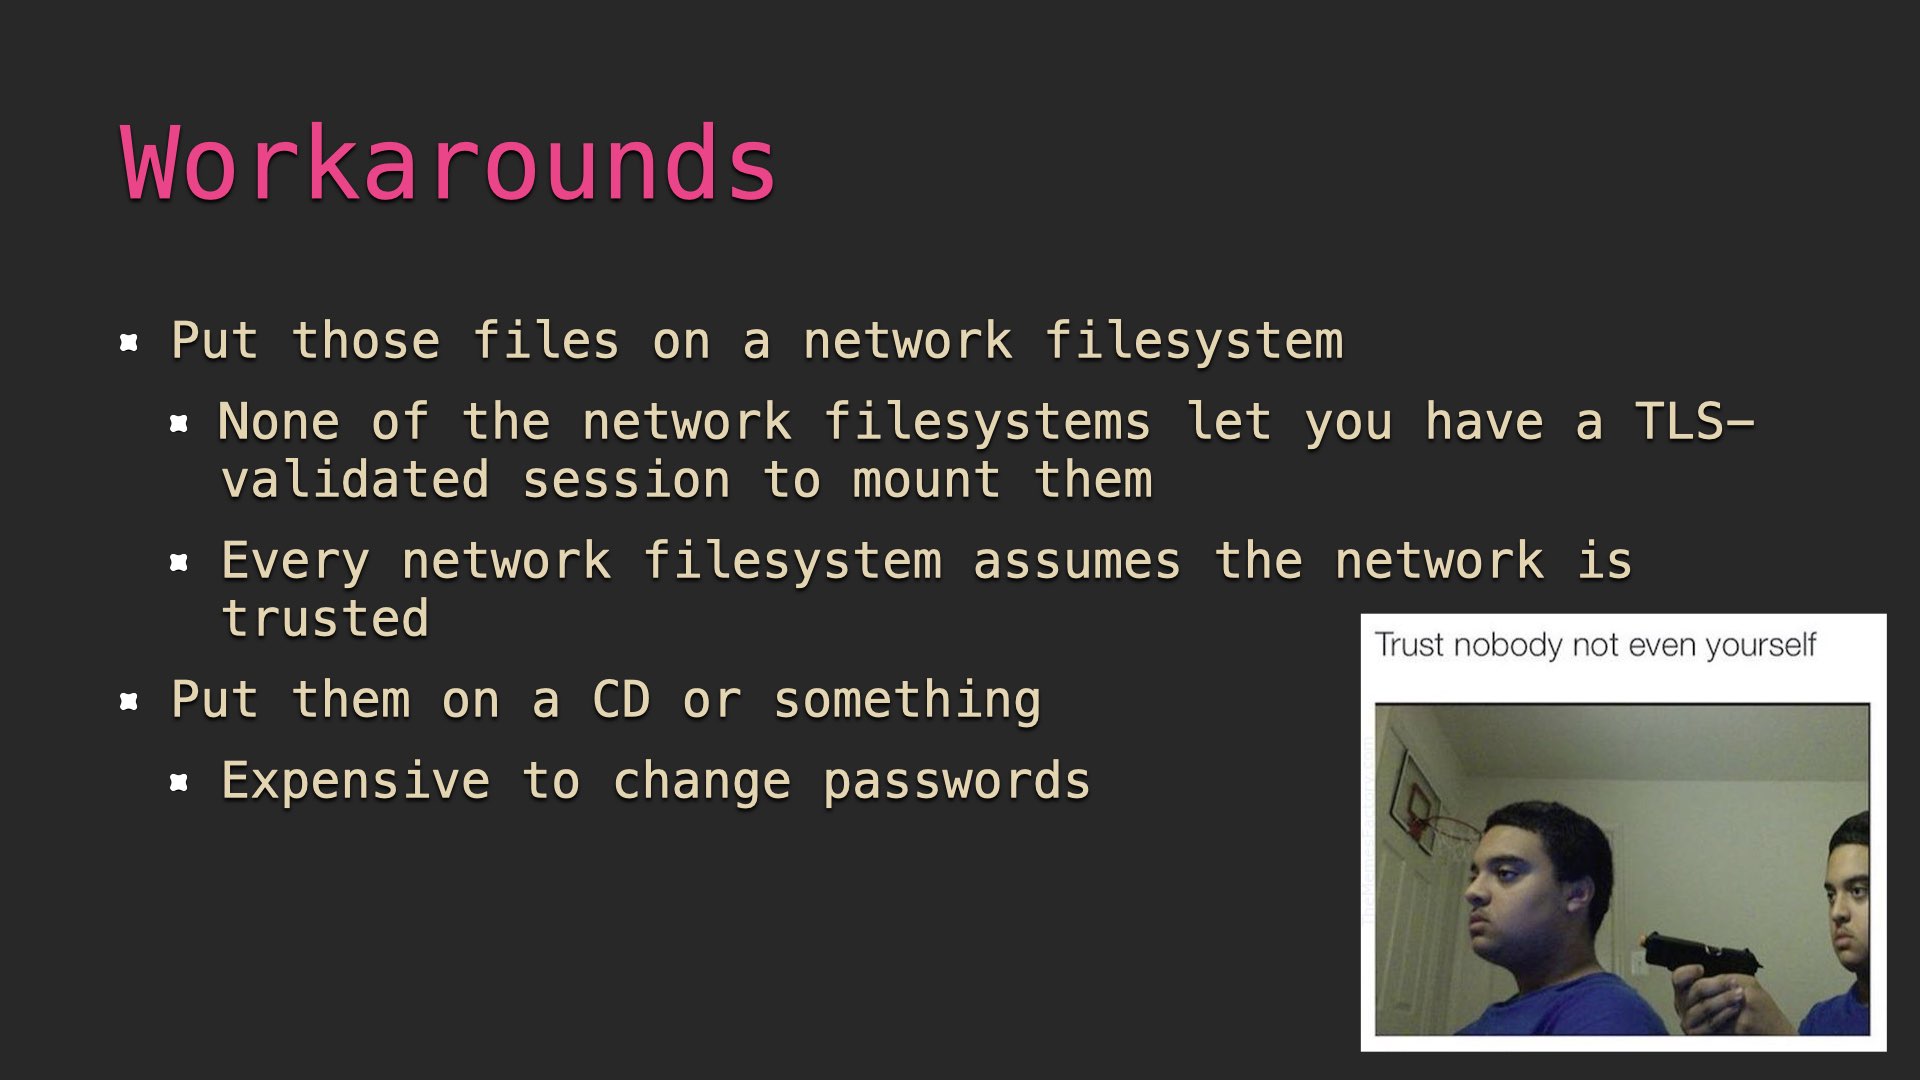 Workarounds
Put those files on a network filesystem
None of the network filesystems let you have a TLS-
validated session to mount them
Every network filesystem assumes the network is
trusted
Put them on a CD or something
Expensive to change passwords
Trust nobody not even yourself